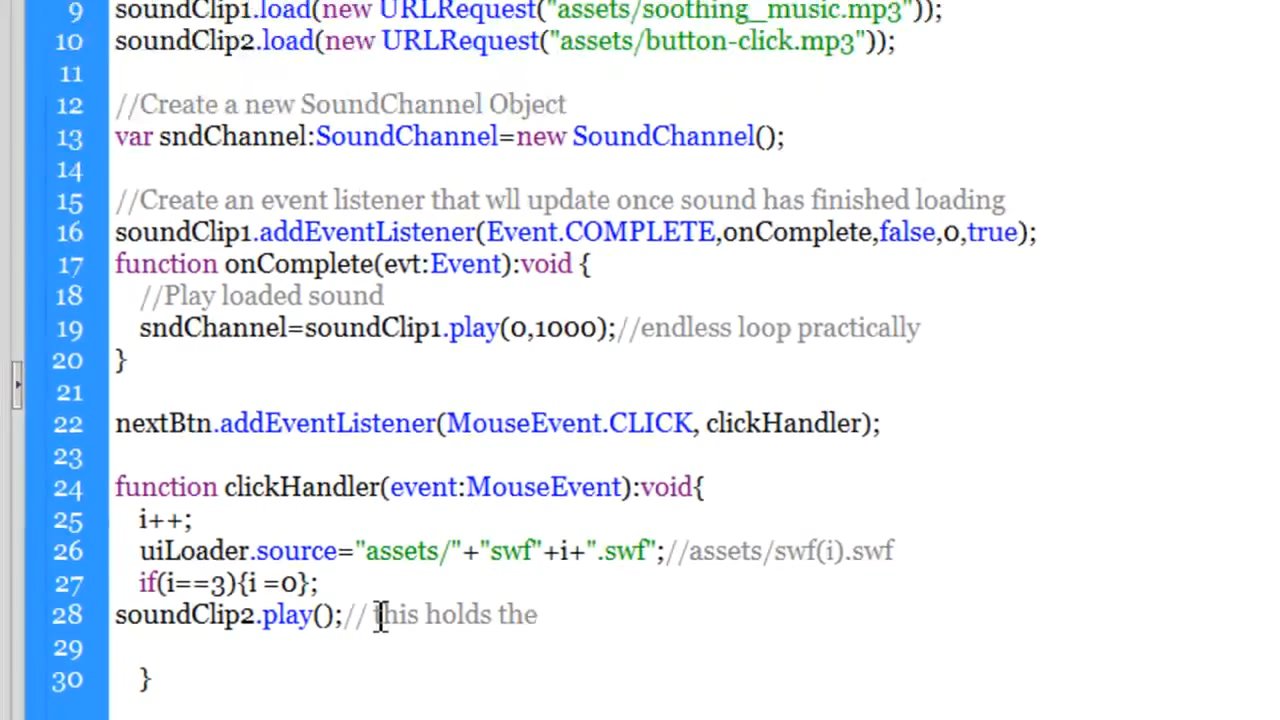 9 soundClip1.load(new URLRequest("assets/soothing_music.mp3"));
10 soundClip2.load(new URLRequest("assets/button-click.mp3"));
11
12 //Create a new SoundChannel Object
13 var sndChannel:SoundChannel=new SoundChannel();
14
15 //Create an event listener that wll update once sound has finished loading
16 soundClip1.addEventListener(Event.COMPLETE,onComplete,false,0,true);
17 function onComplete(evt:Event):void {
18 //Play loaded sound
19 sndChannel=soundClip1.play(0,1000);//endless loop practically
20 }
21
22 nextBtn.addEventListener(MouseEvent.CLICK, clickHandler);
23
24 function clickHandler(event:MouseEvent):void{
25 i++;
26 uiLoader.source="assets/"+"swf"+i+".swf";//assets/swf(i).swf
27 if(i==3){i =0};
28 soundClip2.play();// this holds the
29
30 }